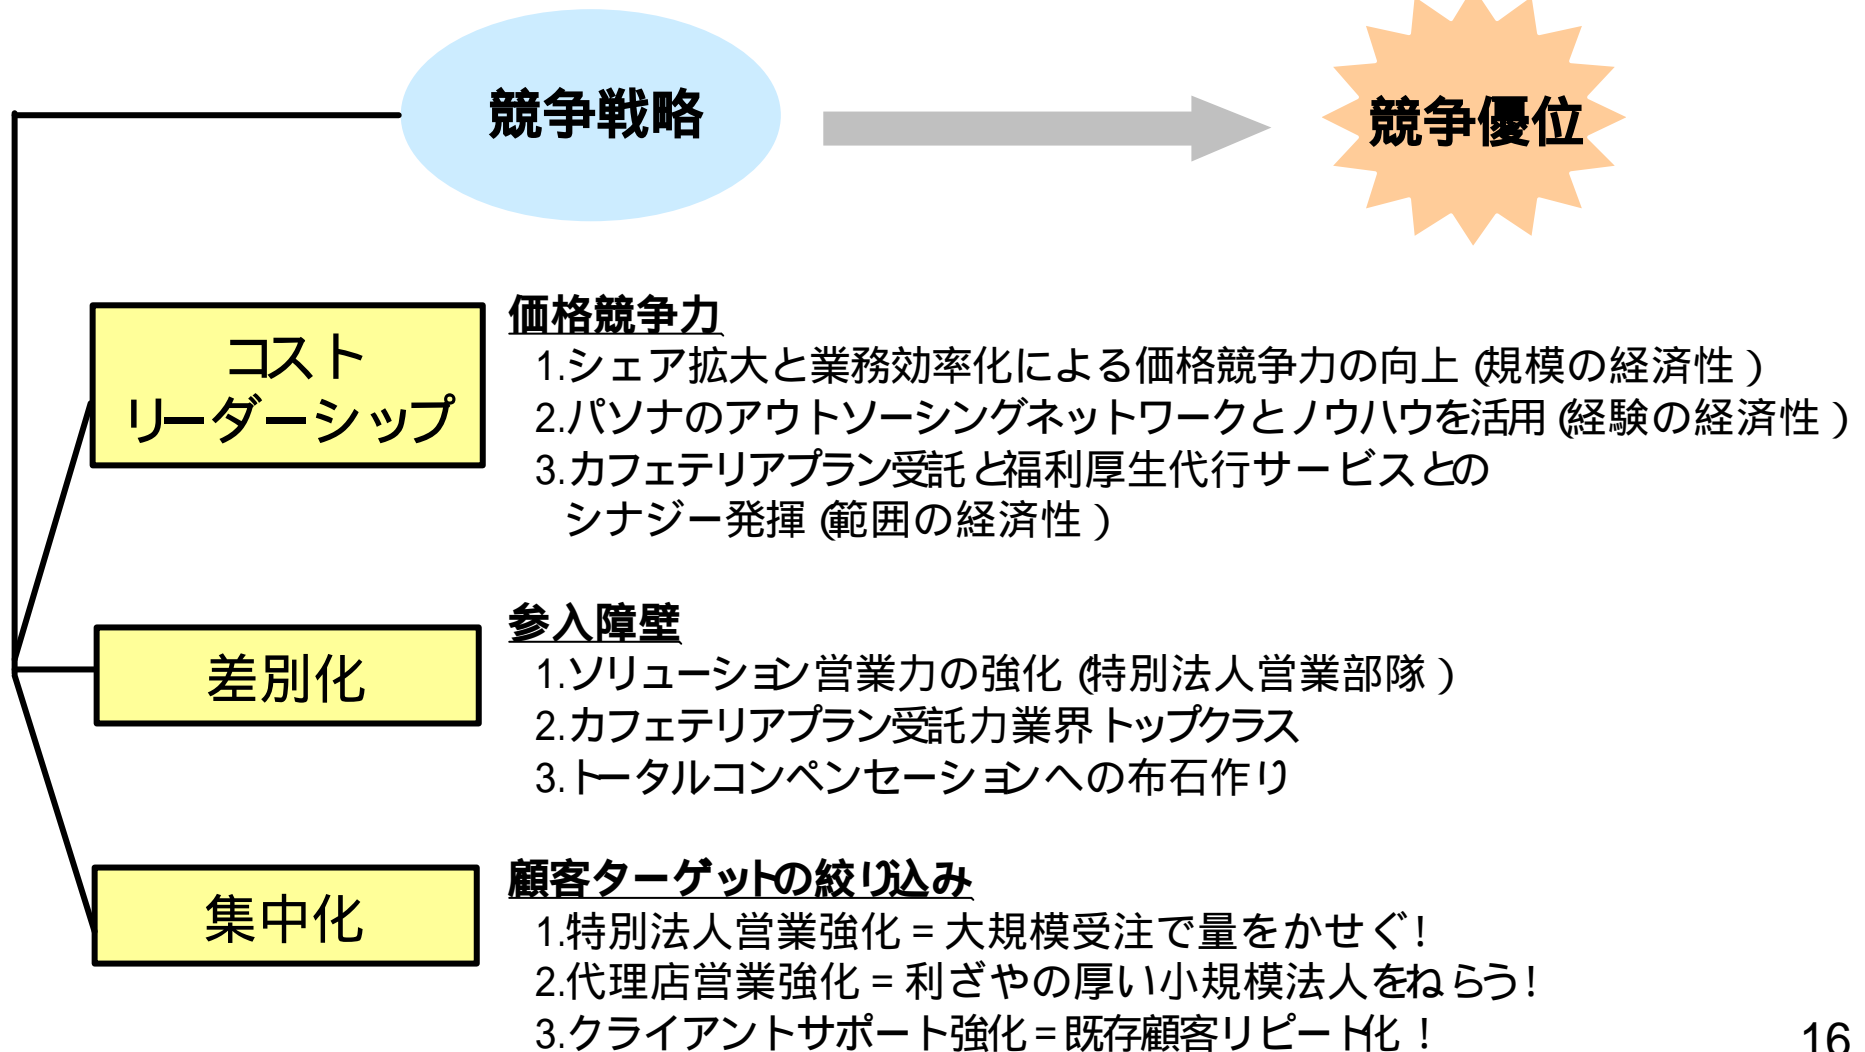 競争戦略
競争優位
コスト
リーダーシップ
価格競争力
1.シェア拡大と業務効率化による価格競争力の向上(規模の経済性)
2.パソナのアウトソーシングネットワークとノウハウを活用(経験の経済性)
3.カフェテリアプラン受託と福利厚生代行サービスとの
シナジー発揮(範囲の経済性)
差別化
参入障壁
1.ソリューション営業力の強化(特別法人営業部隊)
2.カフェテリアプラン受託力業界トップクラス
3.トータルコンペンセーションへの布石作り
集中化
顧客ターゲットの絞り込み
1.特別法人営業強化=大規模受注で量をかせぐ!
2.代理店営業強化=利ざやの厚い小規模法人をねらう!
3.クライアントサポート強化=既存顧客リピート化!
16